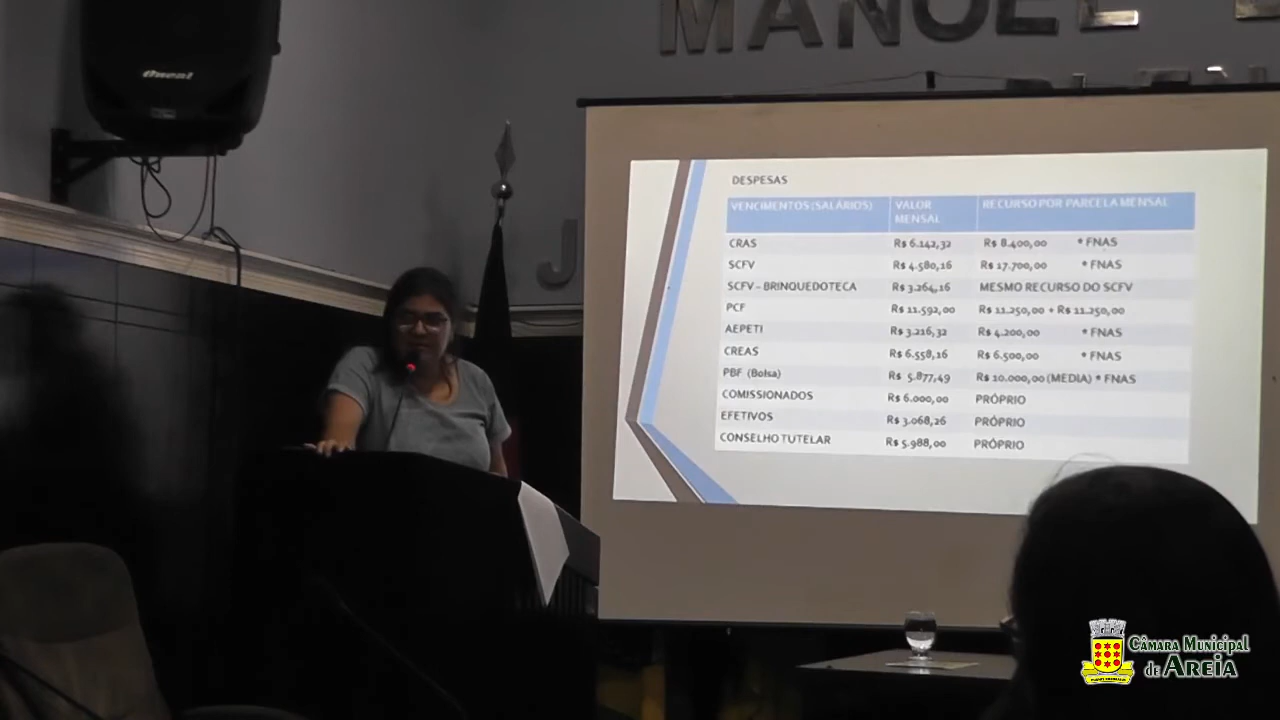 MANOEL
Oneal
J
DESPESAS
VENCIMENTOS (SALÁRIOS) VALOR MENSAL RECURSO POR PARCELA MENSAL
CRAS R$ 6.142,32 R$ 8.400,00 * FNAS
SCFV R$ 4.580,16 R$ 17.700,00 * FNAS
SCFV – BRINQUEDOTECA R$ 3.264,16 MESMO RECURSO DO SCFV
PCF R$ 11.592,00 R$ 11.250,00 + R$ 11.250,00
AEPETI R$ 3.216,32 R$ 4.200,00 * FNAS
CREAS R$ 6.558,16 R$ 6.500,00 * FNAS
PBF (Bolsa) R$ 5.877,49 R$ 10.000,00 (MEDIA) * FNAS
COMISSIONADOS R$ 6.000,00 PRÓPRIO
EFETIVOS R$ 3.068,26 PRÓPRIO
CONSELHO TUTELAR R$ 5.988,00 PRÓPRIO
CÂMARA MUNICIPAL
DE AREIA